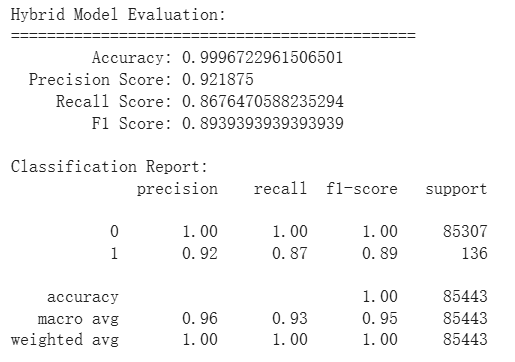 Hybrid Model Evaluation:
=============================================
Accuracy: 0.9996722961506501
Precision Score: 0.921875
Recall Score: 0.8676470588235294
F1 Score: 0.8939393939393939
Classification Report:
precision recall f1-score support
0 1.00 1.00 1.00 85307
1 0.92 0.87 0.89 136
accuracy 1.00 85443
macro avg 0.96 0.93 0.95 85443
weighted avg 1.00 1.00 1.00 85443